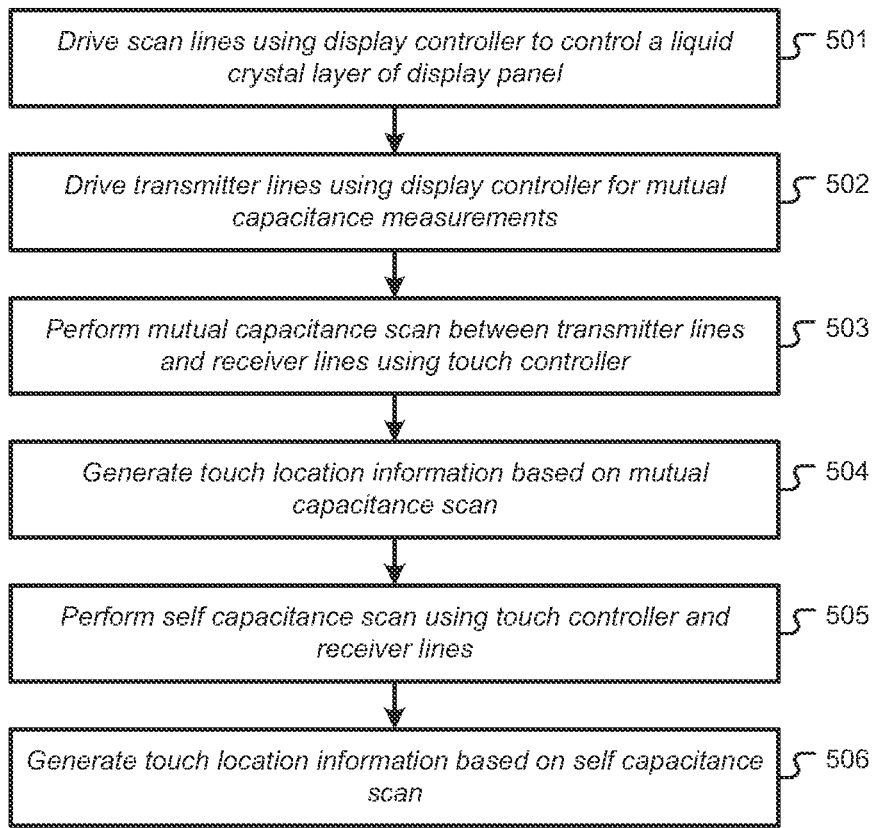 Drive scan lines using display controller to control a liquid
crystal layer of display panel
501
Drive transmitter lines using display controller for mutual
capacitance measurements
502
Perform mutual capacitance scan between transmitter lines
and receiver lines using touch controller
503
Generate touch location information based on mutual
capacitance scan
504
Perform self capacitance scan using touch controller and
receiver lines
505
Generate touch location information based on self capacitance
scan
506